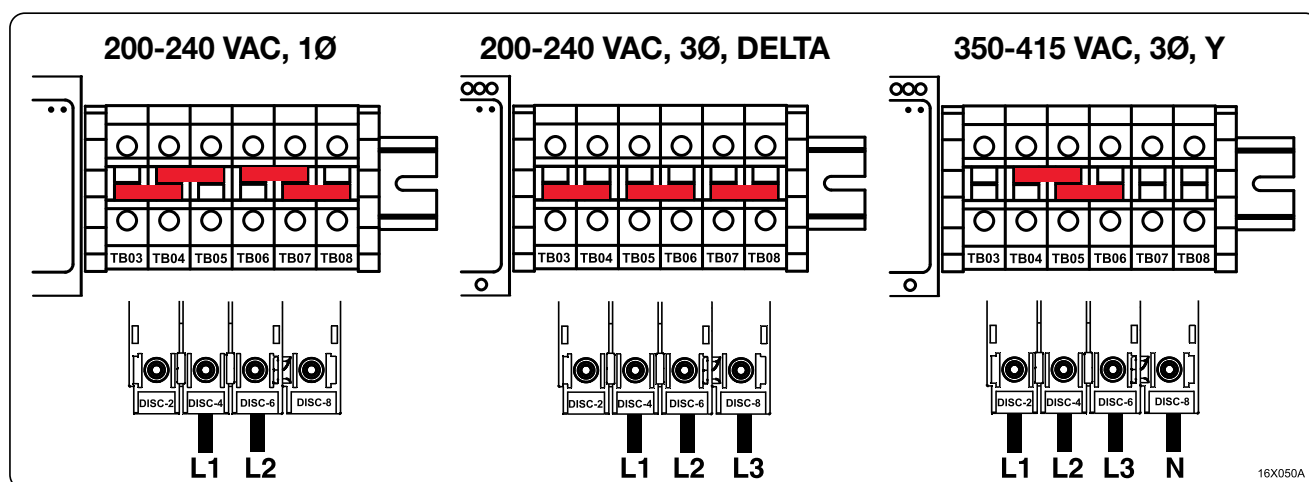 200-240 VAC, 1Ø
200-240 VAC, 3Ø, DELTA
350-415 VAC, 3Ø, Y
TB03 TB04 TB05 TB06 TB07 TB08
TB03 TB04 TB05 TB06 TB07 TB08
TB03 TB04 TB05 TB06 TB07 TB08
DISC-2 DISC-4 DISC-6 DISC-8
DISC-2 DISC-4 DISC-6 DISC-8
DISC-2 DISC-4 DISC-6 DISC-8
L1 L2
L1 L2 L3
L1 L2 L3 N
16X050A